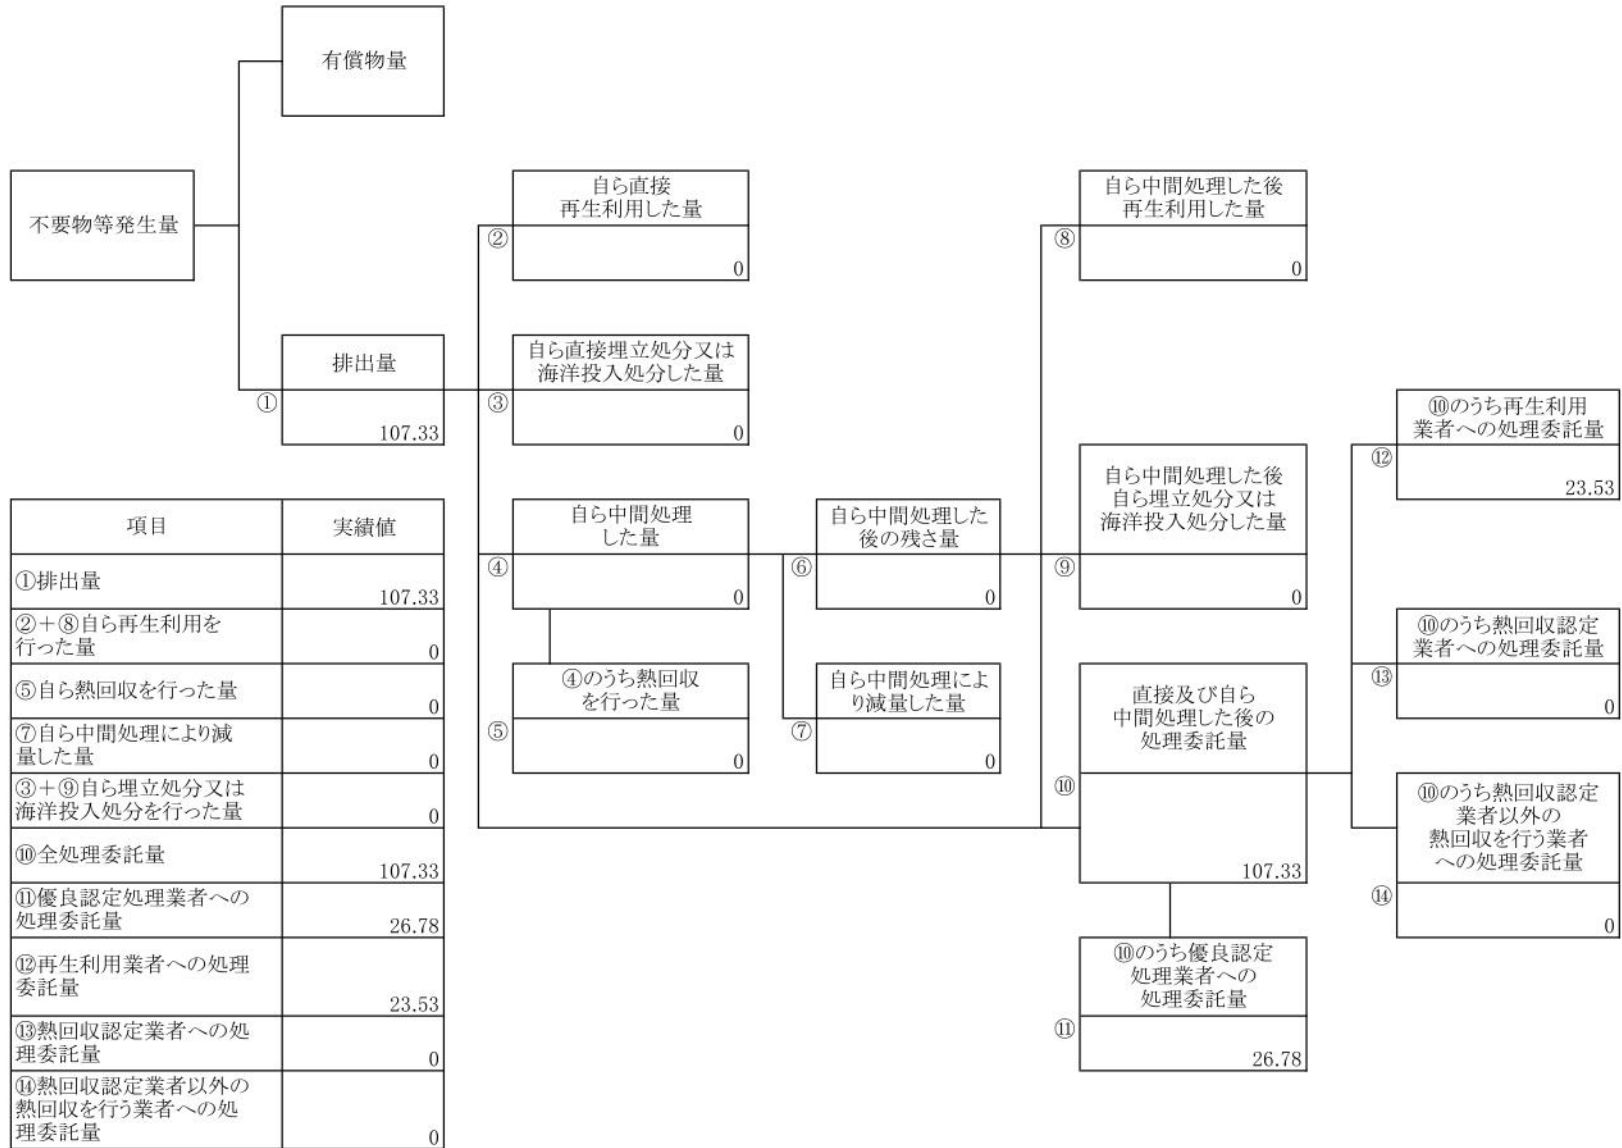 有償物量
不要物等発生量
自ら直接
再生利用した量
②
0
自ら中間処理した後
再生利用した量
⑧
0
排出量
①
107.33
自ら直接埋立処分又は
海洋投入処分した量
③
0
⑩のうち再生利用
業者への処理委託量
⑫
23.53
自ら中間処理
した量
④
0
自ら中間処理した
後の残さ量
⑥
0
自ら中間処理した後
自ら埋立処分又は
海洋投入処分した量
⑨
0
⑩のうち熱回収認定
業者への処理委託量
⑬
0
④のうち熱回収
を行った量
⑤
0
自ら中間処理によ
り減量した量
⑦
0
直接及び自ら
中間処理した後の
処理委託量
⑩
107.33
⑩のうち熱回収認定
業者以外の
熱回収を行う業者
への処理委託量
⑭
0
⑩のうち優良認定
処理業者への
処理委託量
⑪
26.78
項目 実績値
①排出量
107.33
②+⑧自ら再生利用を
行った量
0
⑤自ら熱回収を行った量
0
⑦自ら中間処理により減
量した量
0
③+⑨自ら埋立処分又は
海洋投入処分を行った量
0
⑩全処理委託量
107.33
⑪優良認定処理業者への
処理委託量
26.78
⑫再生利用業者への処理
委託量
23.53
⑬熱回収認定業者への処
理委託量
0
⑭熱回収認定業者以外の
熱回収を行う業者への処
理委託量
0